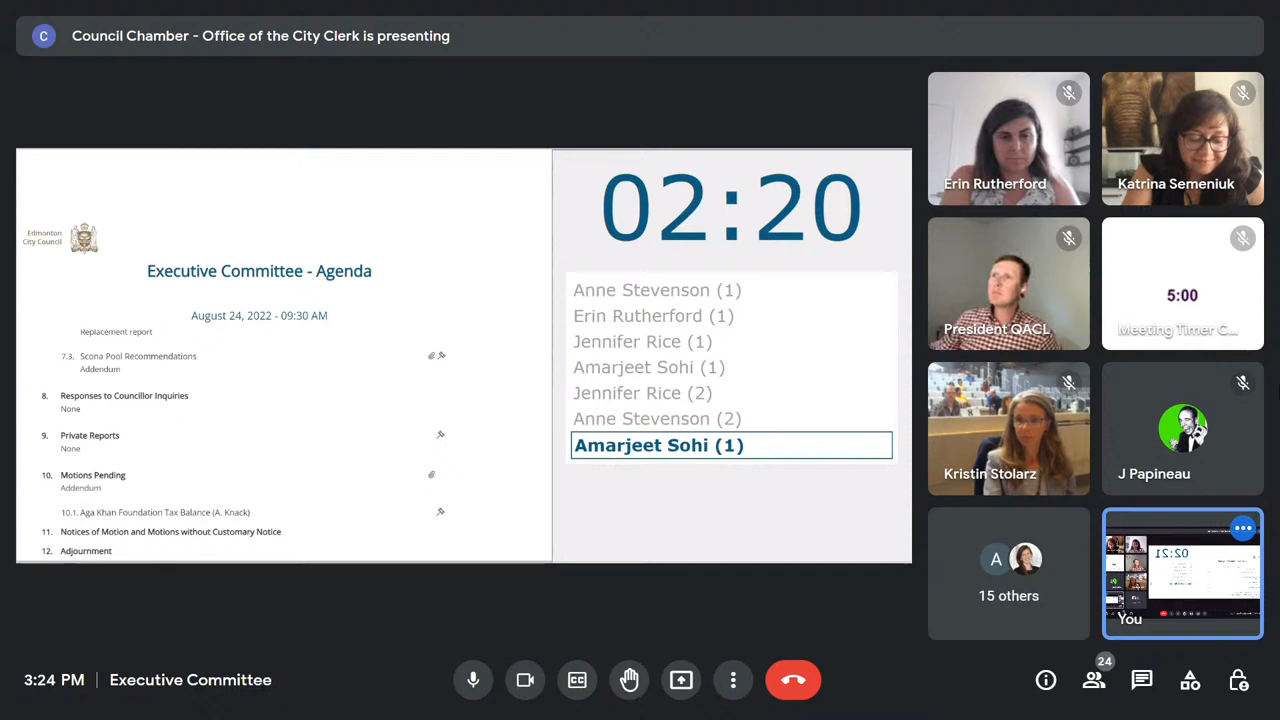 C
Council Chamber - Office of the City Clerk is presenting
Edmonton
City Council
Executive Committee - Agenda
August 24, 2022 - 09:30 AM
Replacement report
7.3. Scona Pool Recommendations
Addendum
8. Responses to Councillor Inquiries
None
9. Private Reports
None
10. Motions Pending
Addendum
10.1. Aga Khan Foundation Tax Balance (A. Knack)
11. Notices of Motion and Motions without Customary Notice
12. Adjournment
02:20
Anne Stevenson (1)
Erin Rutherford (1)
Jennifer Rice (1)
Amarjeet Sohi (1)
Jennifer Rice (2)
Anne Stevenson (2)
Amarjeet Sohi (1)
Erin Rutherford
Katrina Semeniuk
President QACL
5:00
Meeting Timer C...
Kristin Stolarz
J Papineau
A
15 others
You
3:24 PM | Executive Committee
CC
24